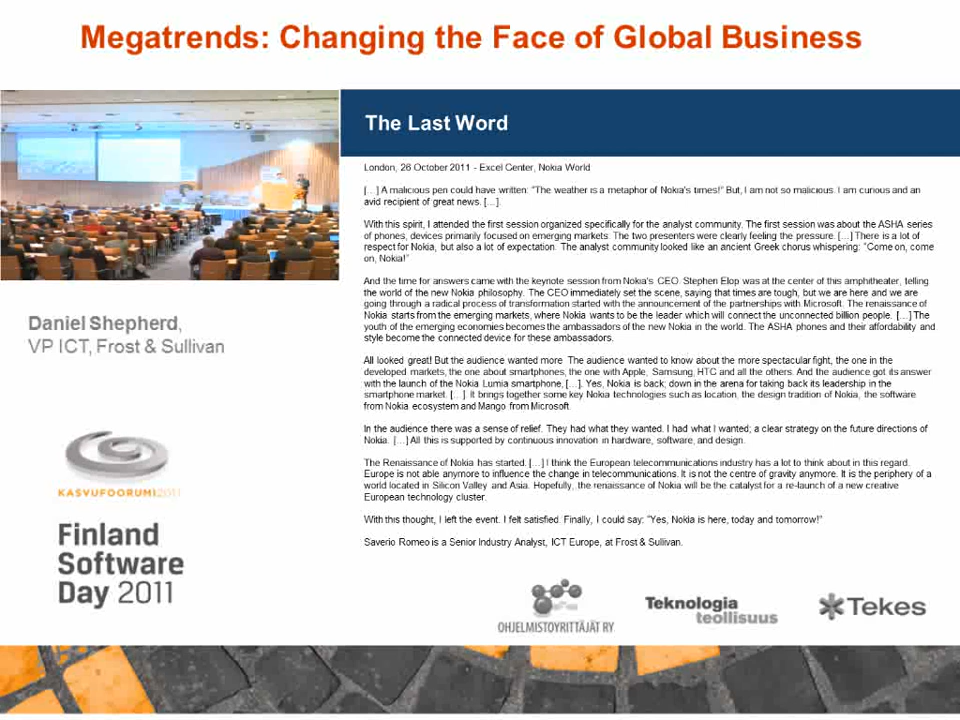 Megatrends: Changing the Face of Global Business
The Last Word
London, 26 October 2011 - Excel Center, Nokia World
[…] A malicious pen could have written: "The weather is a metaphor of Nokia's times!" But, I am not so malicious. I am curious and an
avid recipient of great news. […].
With this spirit, I attended the first session organized specifically for the analyst community. The first session was about the ASHA series
of phones, devices primarily focused on emerging markets. The two presenters were clearly feeling the pressure. […] There is a lot of
respect for Nokia, but also a lot of expectation. The analyst community looked like an ancient Greek chorus whispering: "Come on, come
on, Nokia!"
And the time for answers came with the keynote session from Nokia's CEO. Stephen Elop was at the center of this amphitheater, telling
the world of the new Nokia philosophy. The CEO immediately set the scene, saying that times are tough, but we are here and we are
going through a radical process of transformation started with the announcement of the partnerships with Microsoft. The renaissance of
Nokia starts from the emerging markets, where Nokia wants to be the leader which will connect the unconnected billion people. […] The
youth of the emerging economies becomes the ambassadors of the new Nokia in the world. The ASHA phones and their affordability and
style become the connected device for these ambassadors.
All looked great! But the audience wanted more. The audience wanted to know about the more spectacular fight, the one in the
developed markets, the one about smartphones, the one with Apple, Samsung, HTC and all the others. And the audience got its answer
with the launch of the Nokia Lumia smartphone, […]. Yes, Nokia is back; down in the arena for taking back its leadership in the
smartphone market. […]. It brings together some key Nokia technologies such as location, the design tradition of Nokia, the software
from Nokia ecosystem and Mango from Microsoft.
In the audience there was a sense of relief. They had what they wanted. I had what I wanted; a clear strategy on the future directions of
Nokia. […] All this is supported by continuous innovation in hardware, software, and design.
The Renaissance of Nokia has started. […] I think the European telecommunications industry has a lot to think about in this regard.
Europe is not able anymore to influence the change in telecommunications. It is not the centre of gravity anymore. It is the periphery of a
world located in Silicon Valley and Asia. Hopefully, the renaissance of Nokia will be the catalyst for a re-launch of a new creative
European technology cluster.
With this thought, I left the event. I felt satisfied. Finally, I could say: "Yes, Nokia is here, today and tomorrow!"
Saverio Romeo is a Senior Industry Analyst, ICT Europe, at Frost & Sullivan.
Daniel Shepherd,
VP ICT, Frost & Sullivan
KASVUFOORUMI2011
Finland
Software
Day 2011
OHJELMISTOYRITTÄJÄT RY
Teknologia
teollisuus
Tekes